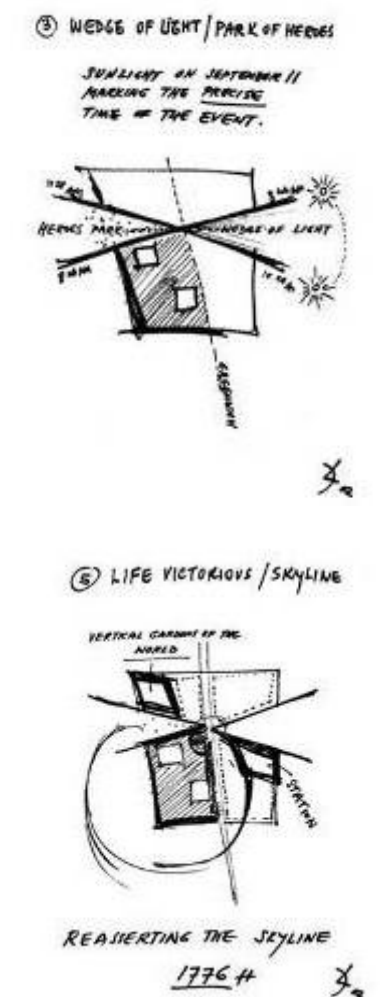 ③ WEDGE OF LIGHT / PARK OF HEROES
SUNLIGHT ON SEPTEMBER 11
MARKING THE PRECISE
TIME OF THE EVENT.
HEROES PARK
WEDGE OF LIGHT
GREENWICH
⑤ LIFE VICTORIOUS / SKYLINE
VERTICAL GARDENS OF THE
WORLD
STATION
REASSERTING THE SKYLINE
1776 ft